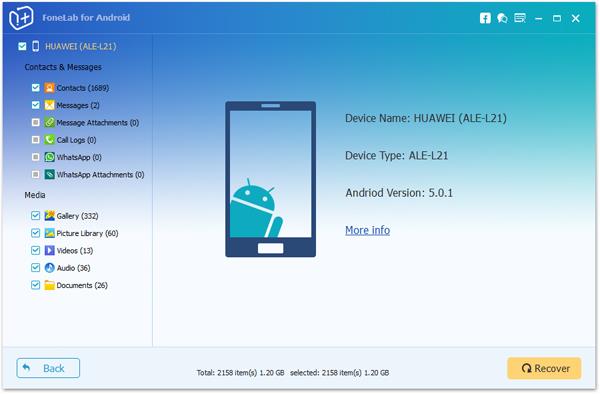 FoneLab for Android
HUAWEI (ALE-L21)
Contacts & Messages
Contacts (1689)
Messages (2)
Message Attachments (0)
Call Logs (0)
WhatsApp (0)
WhatsApp Attachments (0)
Media
Gallery (332)
Picture Library (60)
Videos (13)
Audio (36)
Documents (26)
Device Name: HUAWEI (ALE-L21)
Device Type: ALE-L21
Andriod Version: 5.0.1
More info
Back
Total: 2158 item(s) 1.20 GB selected: 2158 item(s) 1.20 GB
Recover